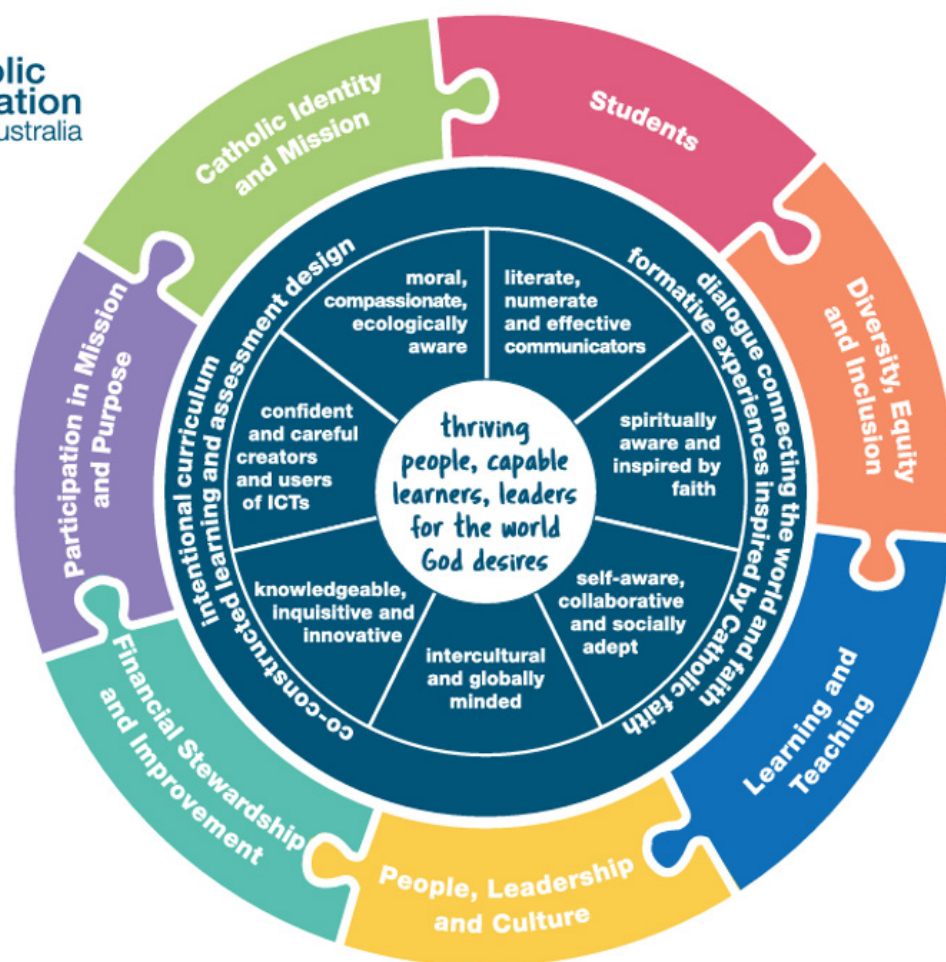 olic
ation
ustralia
Catholic Identity
and Mission
Students
Diversity, Equity
and Inclusion
Learning and
Teaching
People, Leadership
and Culture
Financial Stewardship
and Improvement
Participation in Mission
and Purpose
co-constructed learning and assessment design
intentional curriculum
dialogue connecting the world and faith
formative experiences inspired by Catholic faith
moral,
compassionate,
ecologically
aware
literate,
numerate
and effective
communicators
spiritually
aware and
inspired by
faith
self-aware,
collaborative
and socially
adept
intercultural
and globally
minded
knowledgeable,
inquisitive and
innovative
confident
and careful
creators
and users
of ICTs
thriving
people, capable
learners, leaders
for the world
God desires